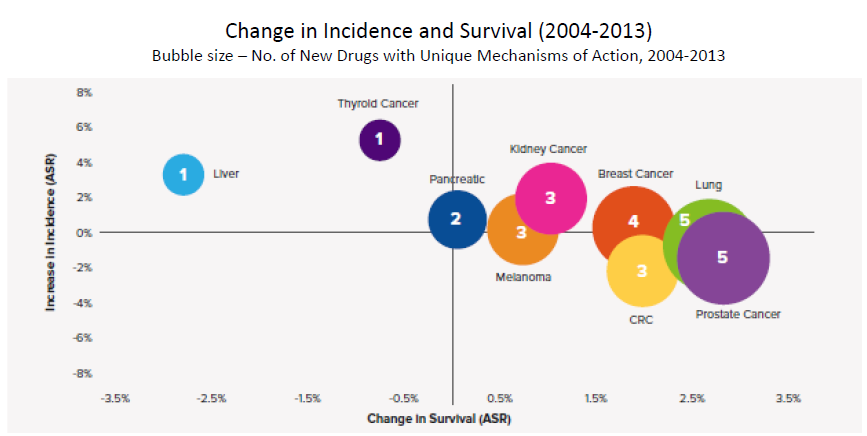 Change in Incidence and Survival (2004-2013)
Bubble size – No. of New Drugs with Unique Mechanisms of Action, 2004-2013
8%
Thyroid Cancer
6%
1
Kidney Cancer
4%
1
Liver
Pancreatic
Breast Cancer
Lung
2%
3
2
4
5
0%
3
5
-2%
3
Melanoma
-4%
CRC
Prostate Cancer
-6%
-8%
Increase in Incidence (ASR)
-3.5%
-2.5%
-1.5%
-0.5%
0.5%
1.5%
2.5%
3.5%
Change in Survival (ASR)